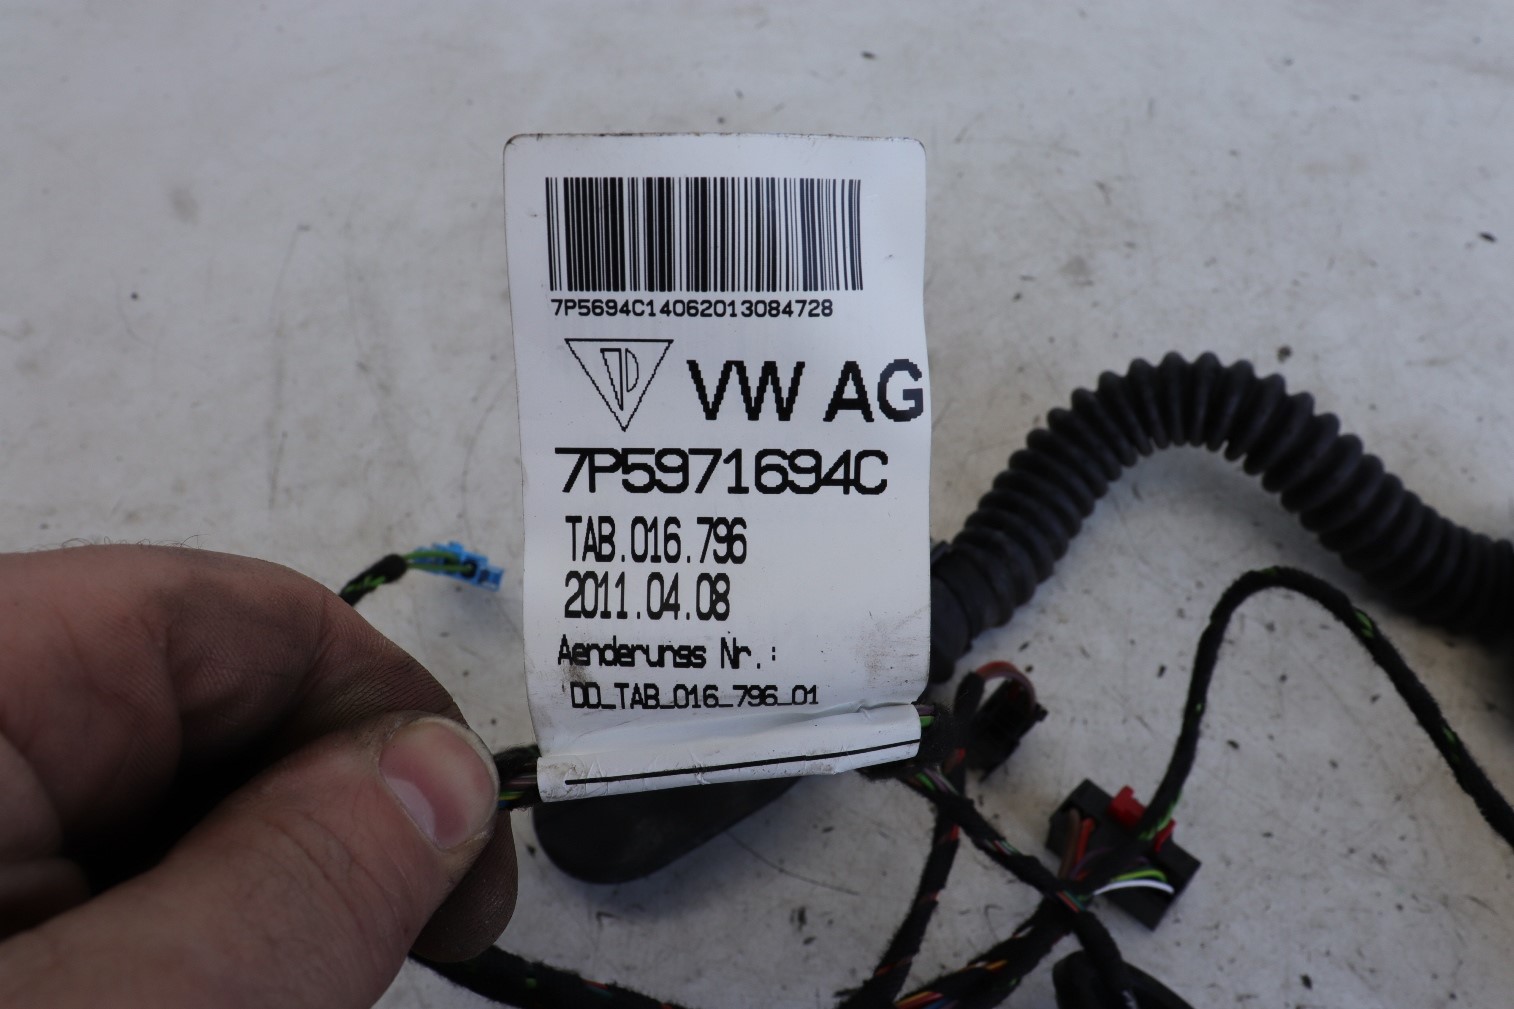 7P5694C14062013084728
VW AG
7P5971694C
TAB.016.796
2011.04.08
Aenderungs Nr.:
DD_TAB_016_796_01